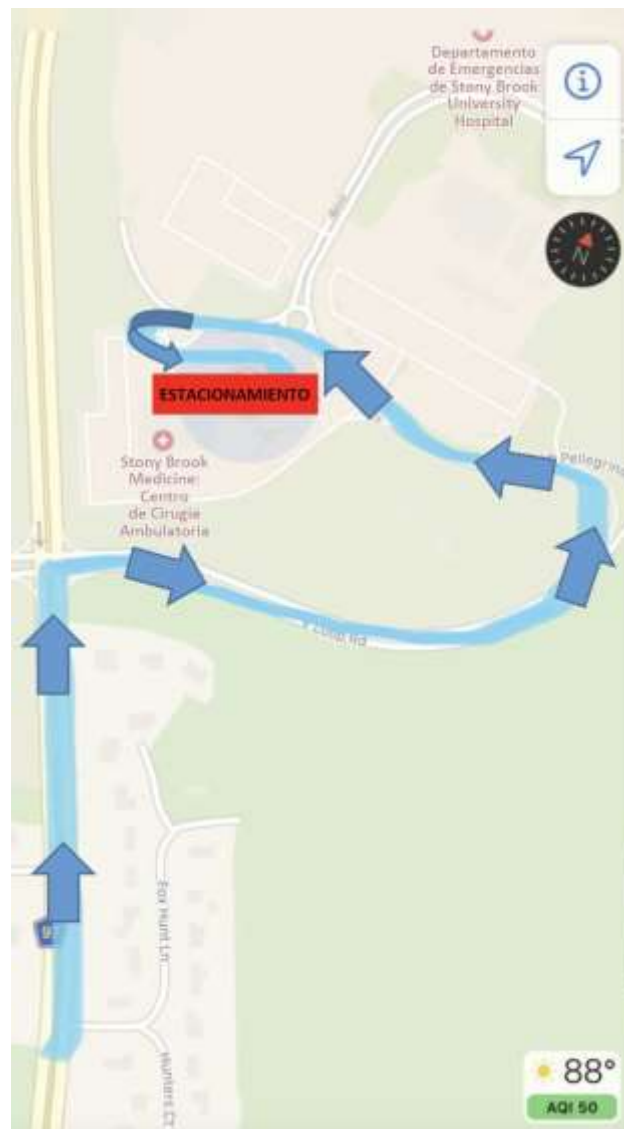 Departamento
de Emergencias
de Stony Brook
University
Hospital
N
ESTACIONAMIENTO
Stony Brook
Medicine:
Centro
de Cirugie
Ambulatoria
Pellegrino
Loop Rd
Fox Hunt Ln
Hunters CT
88°
AQI 50